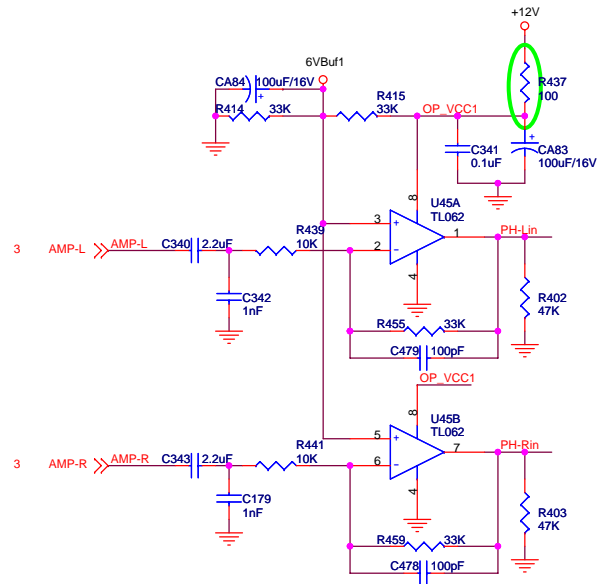 +12V
6VBuf1
CA84 100uF/16V
R437
100
R414 33K
R415
33K
OP_VCC1
C341
0.1uF
CA83
100uF/16V
8
U45A
TL062
3
+
1
PH-Lin
2
-
4
3 AMP-L AMP-L C340 2.2uF R439
10K
C342
1nF
R402
47K
R455 33K
C479 100pF
OP_VCC1
8
U45B
TL062
5
+
7
PH-Rin
6
-
4
3 AMP-R AMP-R C343 2.2uF R441
10K
C179
1nF
R403
47K
R459 33K
C478 100pF